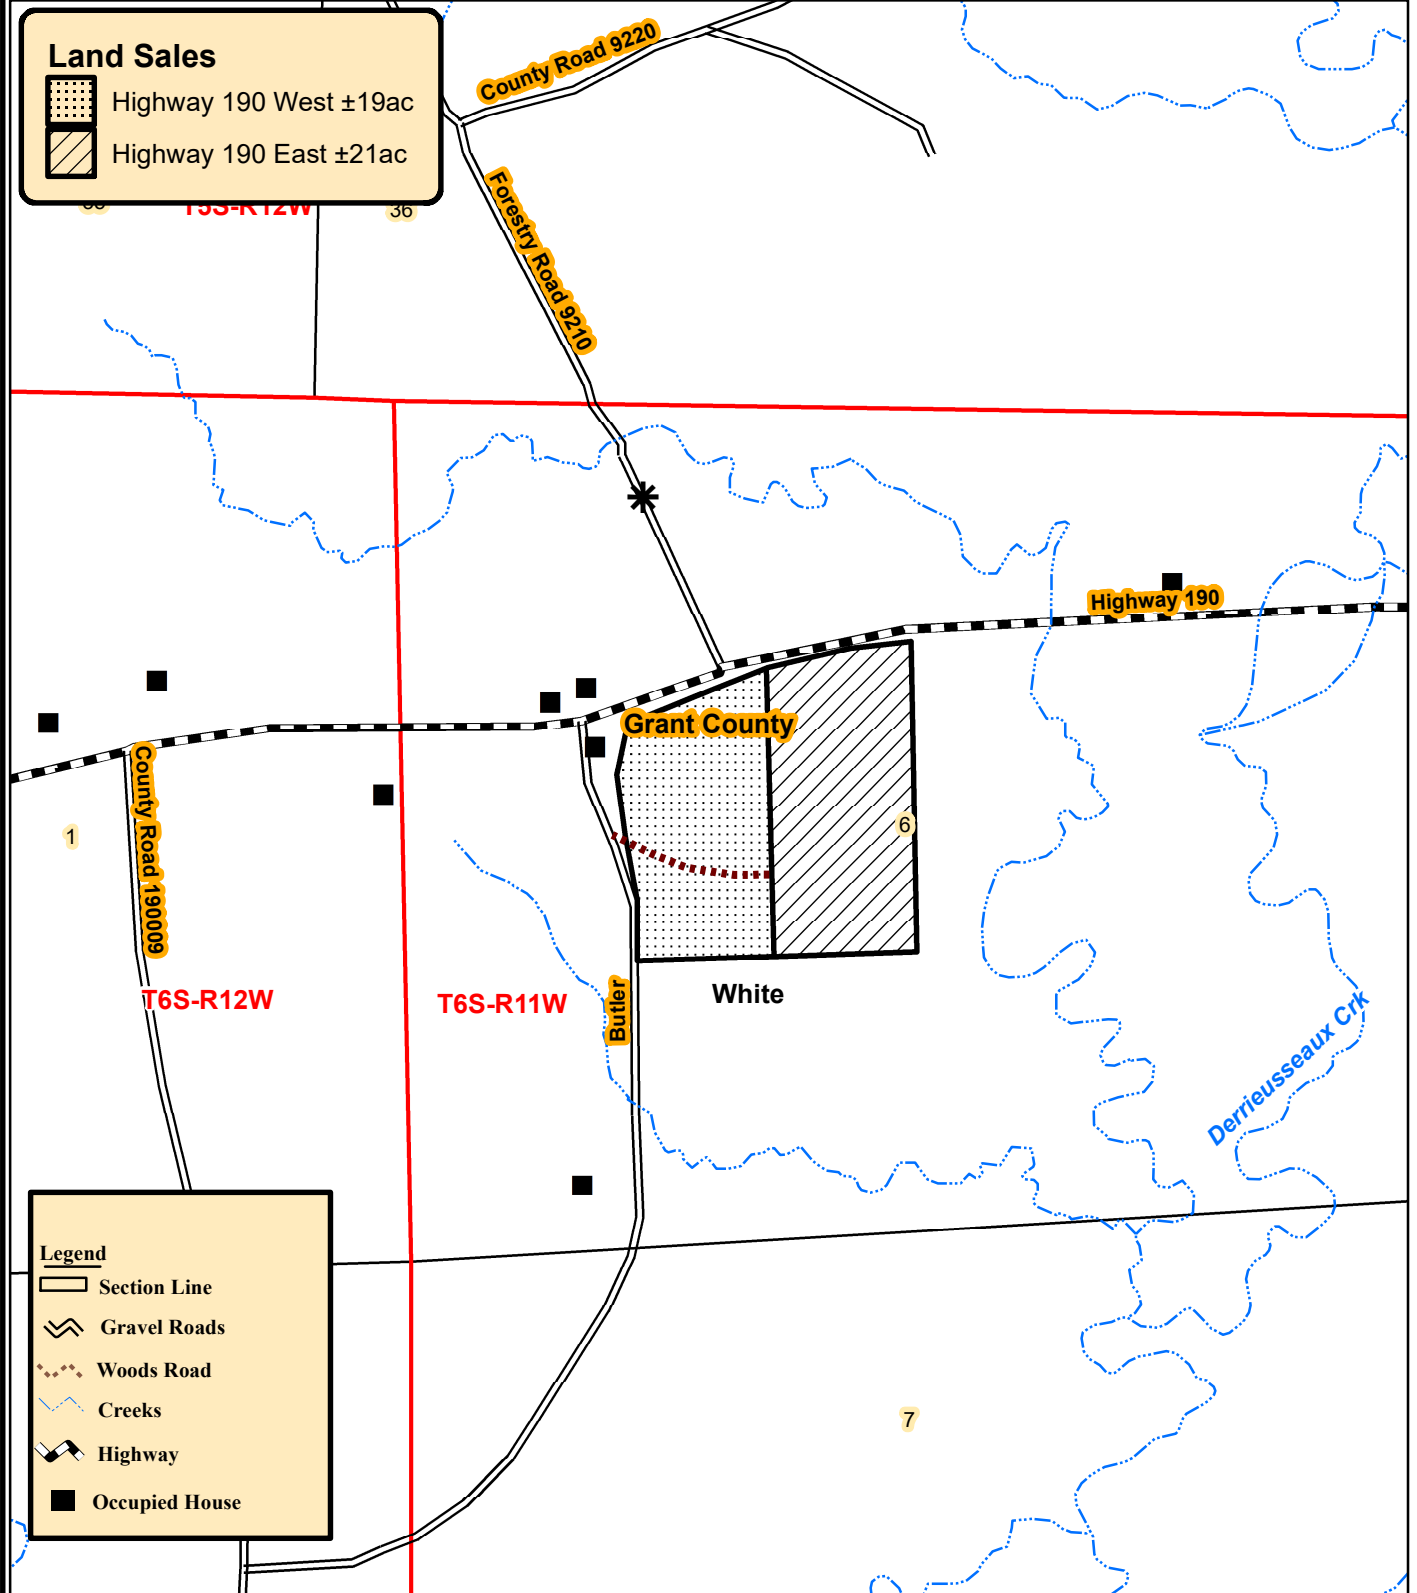 Land Sales
Highway 190 West ±19ac
Highway 190 East ±21ac
County Road 9220
T5S-R12W
36
Forestry Road 9210
Highway 190
Grant County
County Road 190009
1
6
T6S-R12W
T6S-R11W
Butler
White
Derrieusseaux Crk
Legend
Section Line
Gravel Roads
Woods Road
Creeks
Highway
Occupied House
7